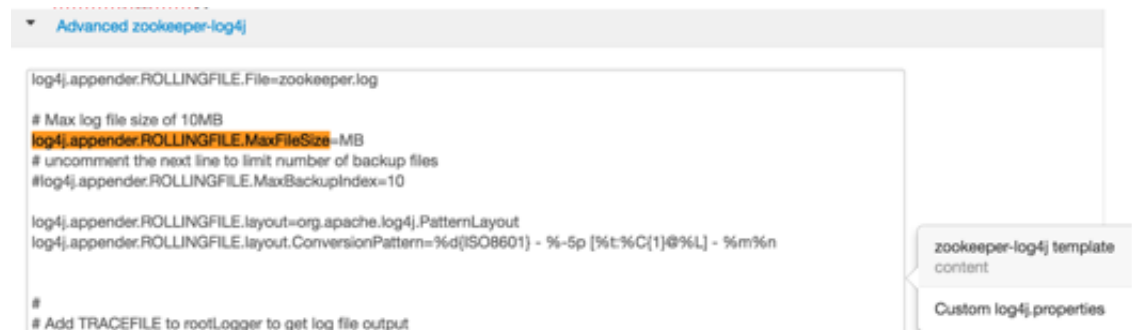 Advanced zookeeper-log4j
log4j.appender.ROLLINGFILE.File=zookeeper.log
# Max log file size of 10MB
log4j.appender.ROLLINGFILE.MaxFileSize=MB
# uncomment the next line to limit number of backup files
#log4j.appender.ROLLINGFILE.MaxBackupIndex=10
log4j.appender.ROLLINGFILE.layout=org.apache.log4j.PatternLayout
log4j.appender.ROLLINGFILE.layout.ConversionPattern=%d{ISO8601} - %-5p [%t:%C{1}@%L] - %m%n
#
# Add TRACEFILE to rootLogger to get log file output
zookeeper-log4j template
content
Custom log4j.properties